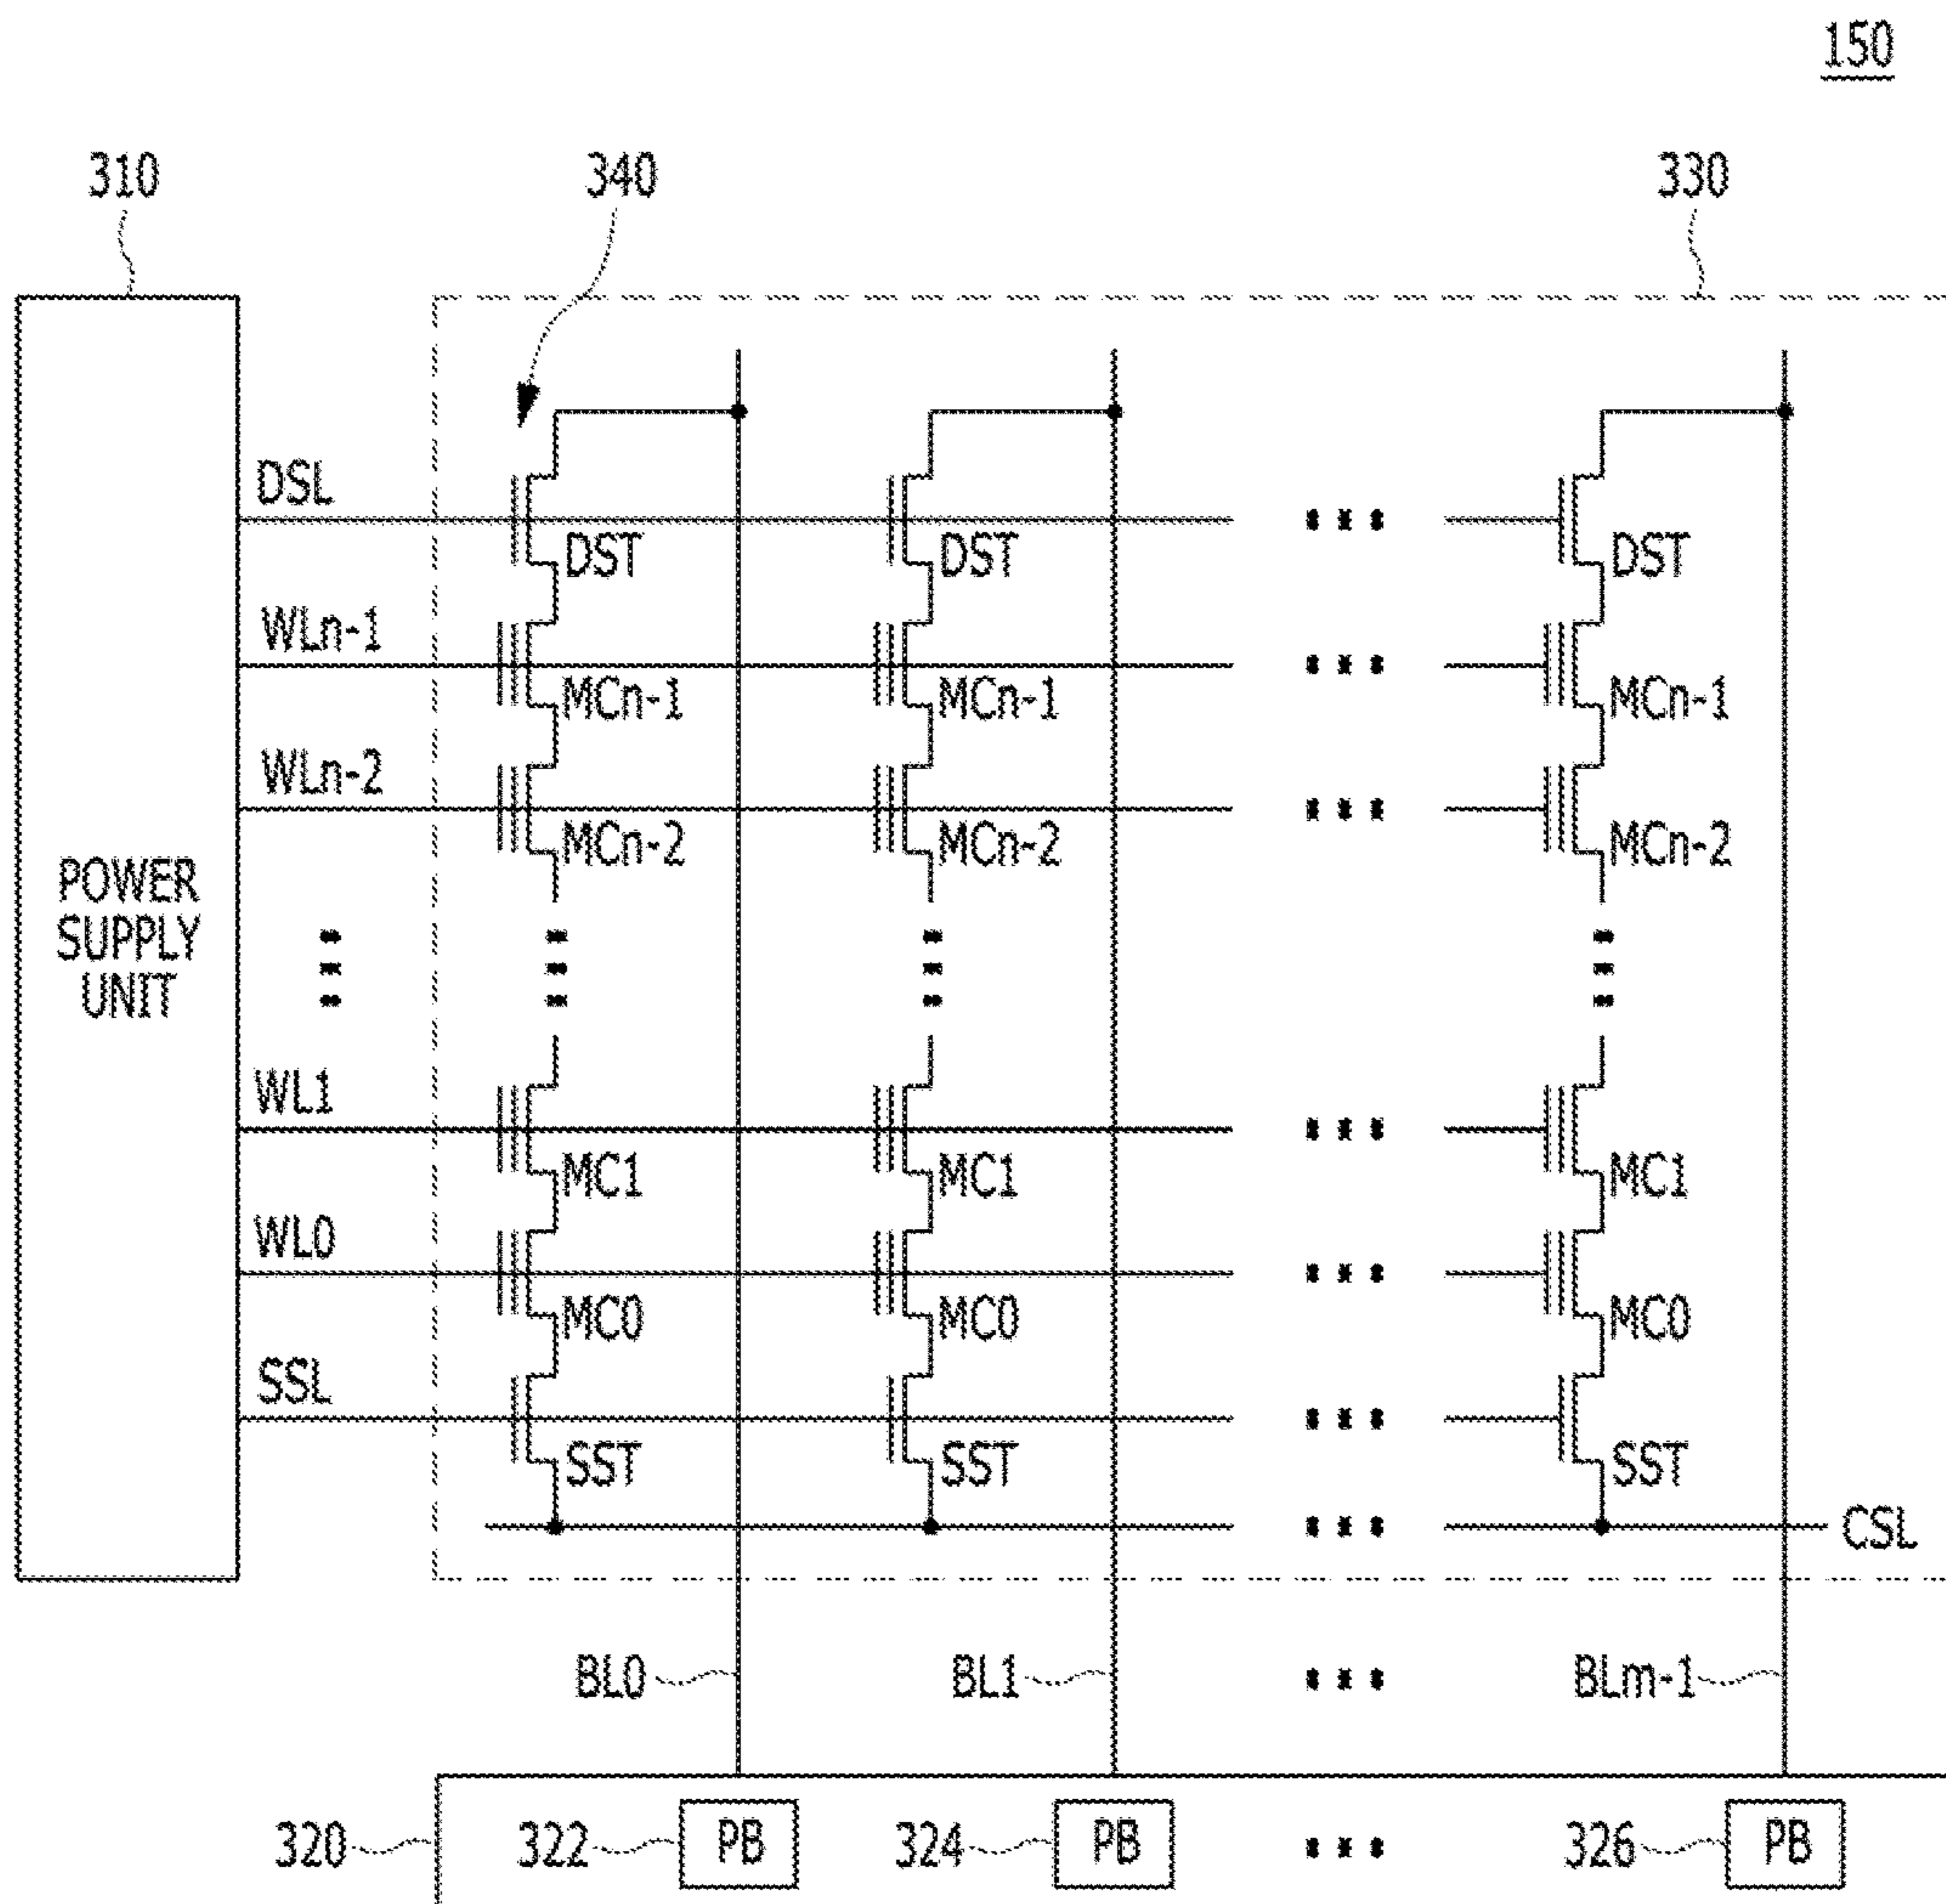 150
310
340
330
DSL
DST DST DST
WLn-1
MCn-1 MCn-1 MCn-1
WLn-2
MCn-2 MCn-2 MCn-2
POWER
SUPPLY
UNIT
WL1
MC1 MC1 MC1
WL0
MC0 MC0 MC0
SSL
SST SST SST
CSL
BL0 BL1 BLm-1
320 322 PB 324 PB 326 PB